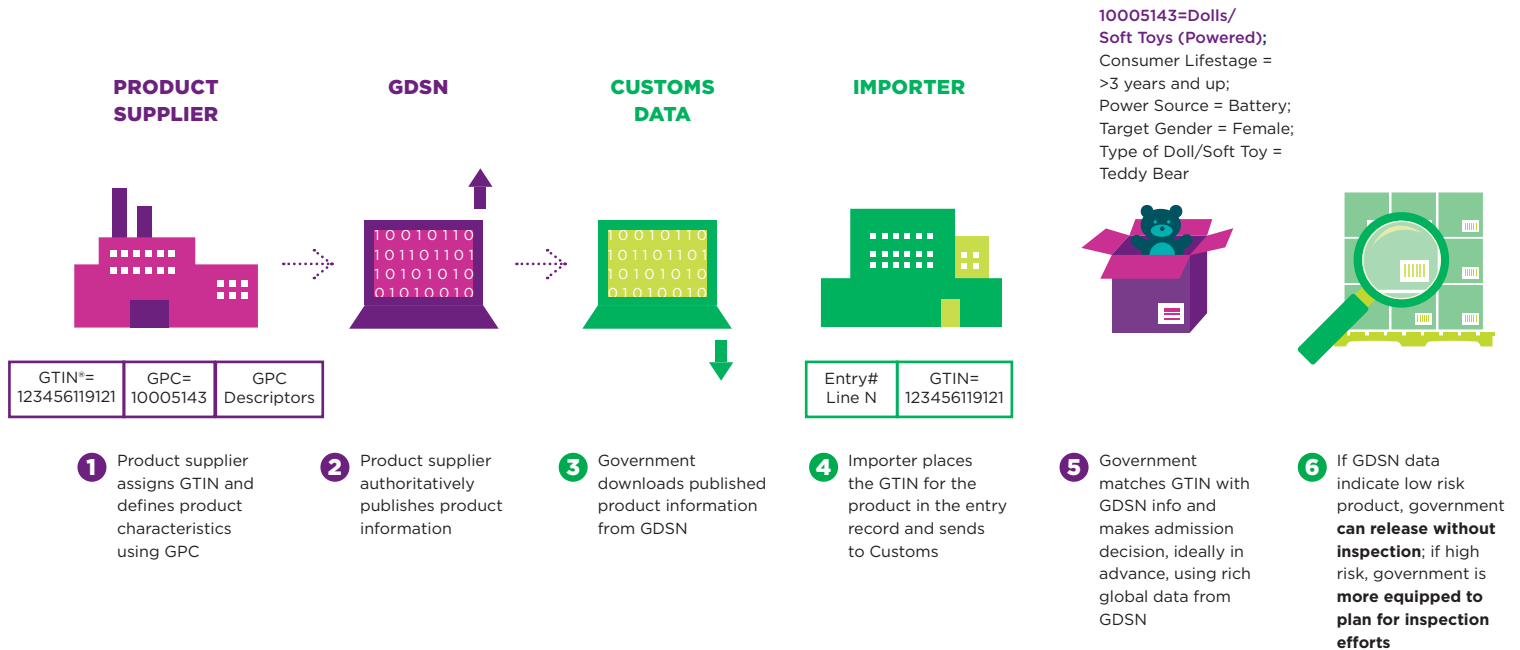 PRODUCT
SUPPLIER
GDSN
CUSTOMS
DATA
IMPORTER
10005143=Dolls/
Soft Toys (Powered);
Consumer Lifestage =
>3 years and up;
Power Source = Battery;
Target Gender = Female;
Type of Doll/Soft Toy =
Teddy Bear
10010110
101101101
10101010
01010010
10010110
101101101
10101010
01010010
GTIN®=
123456119121
GPC=
10005143
GPC
Descriptors
Entry#
Line N
GTIN=
123456119121
1
Product supplier
assigns GTIN and
defines product
characteristics
using GPC
2
Product supplier
authoritatively
publishes product
information
3
Government
downloads published
product information
from GDSN
4
Importer places
the GTIN for the
product in the entry
record and sends
to Customs
5
Government
matches GTIN with
GDSN info and
makes admission
decision, ideally in
advance, using rich
global data from
GDSN
6
If GDSN data
indicate low risk
product, government
can release without
inspection; if high
risk, government is
more equipped to
plan for inspection
efforts